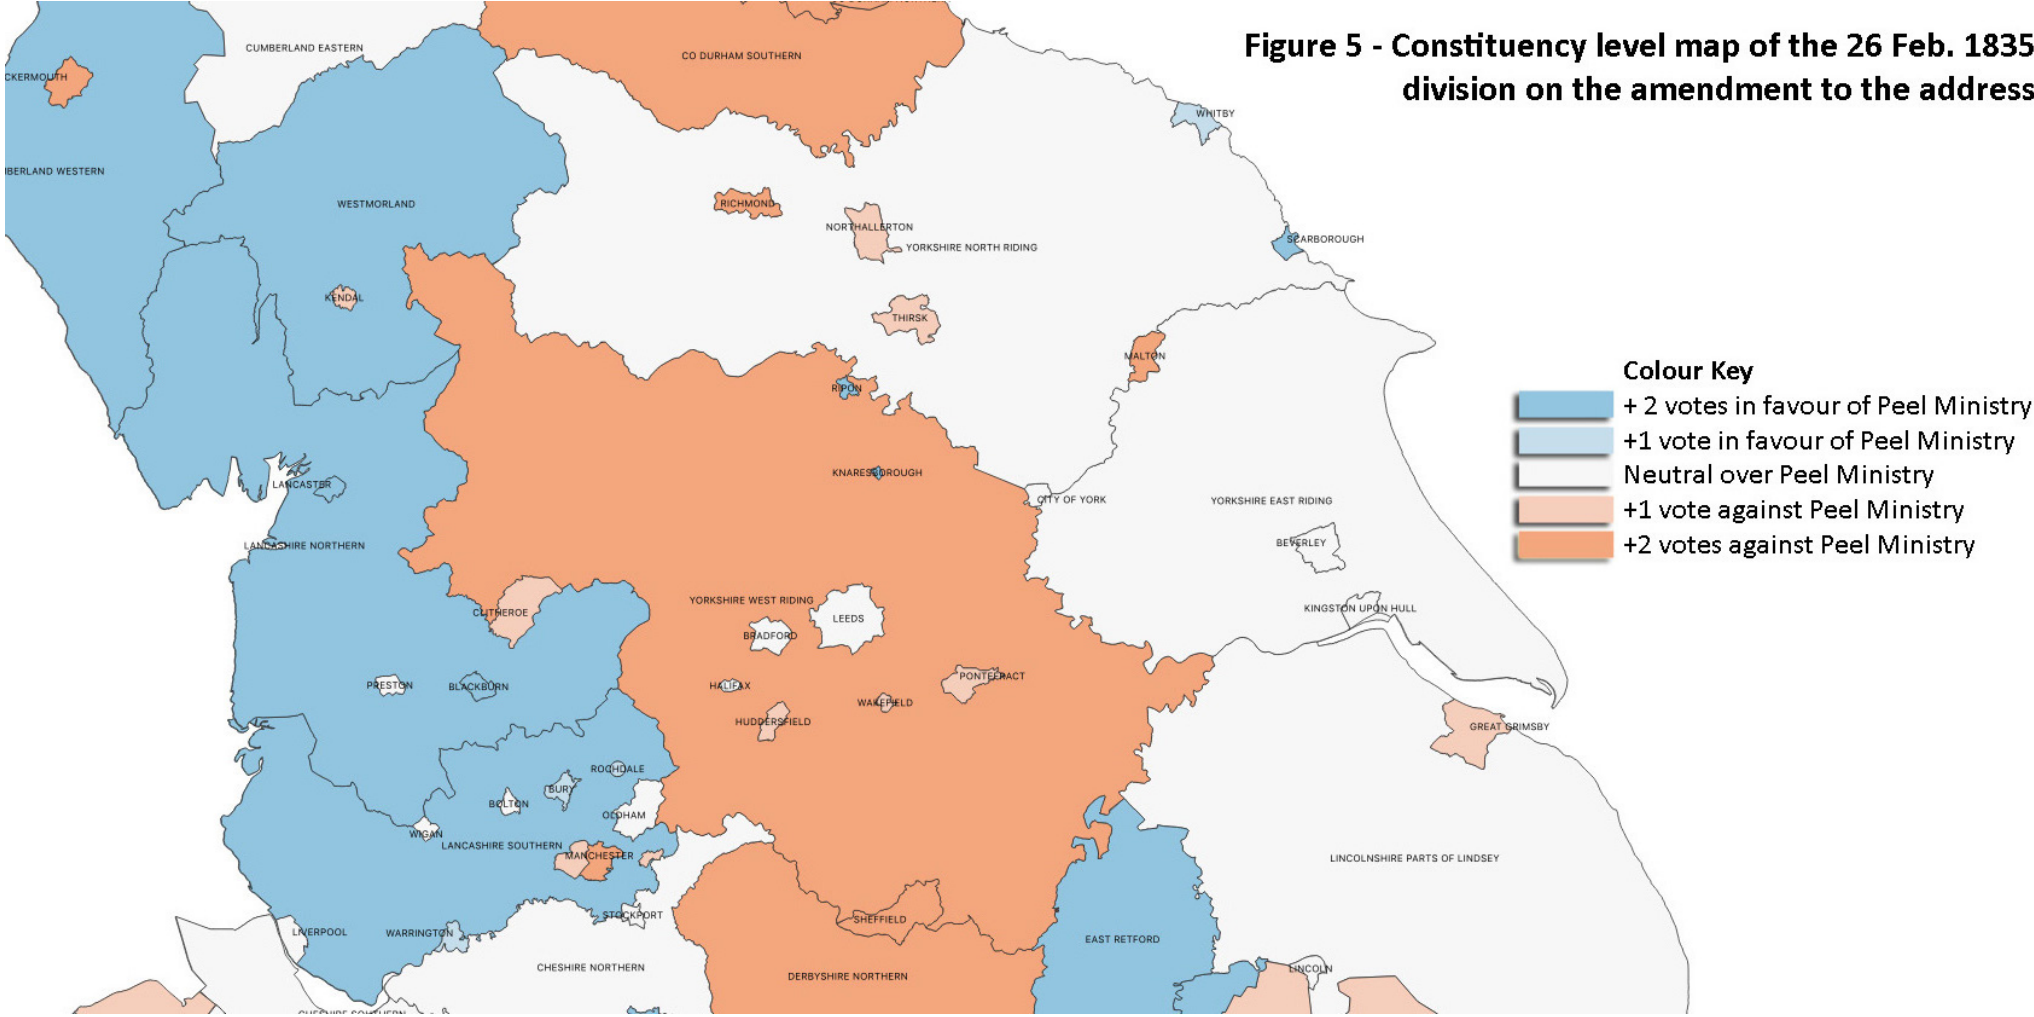 Figure 5 - Constituency level map of the 26 Feb. 1835
division on the amendment to the address
CUMBERLAND EASTERN
CO DURHAM SOUTHERN
CKERMOUTH
WHITBY
BERLAND WESTERN
WESTMORLAND
RICHMOND
NORTHALLERTON
YORKSHIRE NORTH RIDING
SCARBOROUGH
KENDAL
THIRSK
MALTON
RIPON
KNARESBOROUGH
LANCASTER
CITY OF YORK
YORKSHIRE EAST RIDING
LANCASHIRE NORTHERN
BEVERLEY
Colour Key
+ 2 votes in favour of Peel Ministry
+1 vote in favour of Peel Ministry
Neutral over Peel Ministry
+1 vote against Peel Ministry
+2 votes against Peel Ministry
CLITHEROE
YORKSHIRE WEST RIDING
KINGSTON UPON HULL
LEEDS
BRADFORD
PRESTON
BLACKBURN
HALIFAX
PONTEFRACT
WAKEFIELD
HUDDERSFIELD
GREAT GRIMSBY
ROCHDALE
BURY
BOLTON
OLDHAM
WIGAN
LANCASHIRE SOUTHERN
MANCHESTER
LINCOLNSHIRE PARTS OF LINDSEY
STOCKPORT
SHEFFIELD
LIVERPOOL
WARRINGTON
EAST RETFORD
CHESHIRE NORTHERN
DERBYSHIRE NORTHERN
LINCOLN
CHESHIRE SOUTHERN